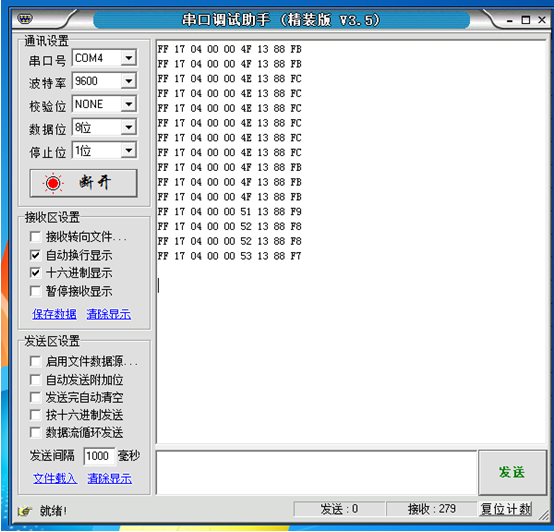 串口调试助手 (精装版 V3.5)
通讯设置
串口号 COM4
波特率 9600
校验位 NONE
数据位 8位
停止位 1位
断开
接收区设置
接收转向文件...
自动换行显示
十六进制显示
暂停接收显示
保存数据 清除显示
FF 17 04 00 00 4F 13 88 FB
FF 17 04 00 00 4F 13 88 FB
FF 17 04 00 00 4E 13 88 FC
FF 17 04 00 00 4E 13 88 FC
FF 17 04 00 00 4E 13 88 FC
FF 17 04 00 00 4E 13 88 FC
FF 17 04 00 00 4E 13 88 FC
FF 17 04 00 00 4E 13 88 FC
FF 17 04 00 00 4F 13 88 FB
FF 17 04 00 00 4F 13 88 FB
FF 17 04 00 00 4F 13 88 FB
FF 17 04 00 00 51 13 88 F9
FF 17 04 00 00 52 13 88 F8
FF 17 04 00 00 52 13 88 F8
FF 17 04 00 00 53 13 88 F7
发送区设置
启用文件数据源...
自动发送附加位
发送完自动清空
按十六进制发送
数据流循环发送
发送间隔 1000 毫秒
文件载入 清除显示
发送
就绪!
发送 : 0
接收 : 279
复位计数